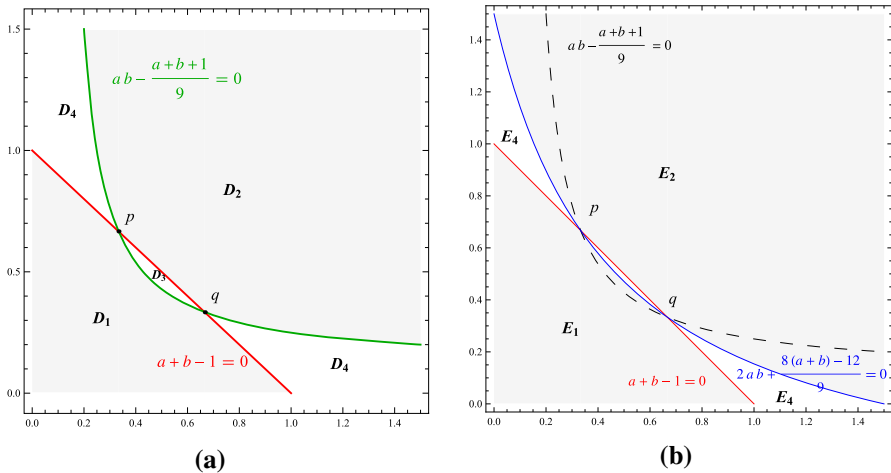 1.5
1.0
0.5
0.0
0.0 0.2 0.4 0.6 0.8 1.0 1.2 1.4
a b − (a+b+1)/9 = 0
D4
D2
p
D3
q
D1
a+b−1=0
D4
(a)
1.4
1.2
1.0
0.8
0.6
0.4
0.2
0.0
0.0 0.2 0.4 0.6 0.8 1.0 1.2 1.4
a b − (a+b+1)/9 = 0
E4
E2
p
q
E1
2 a b + (8 (a+b)−12)/9 = 0
a+b−1=0
E4
(b)